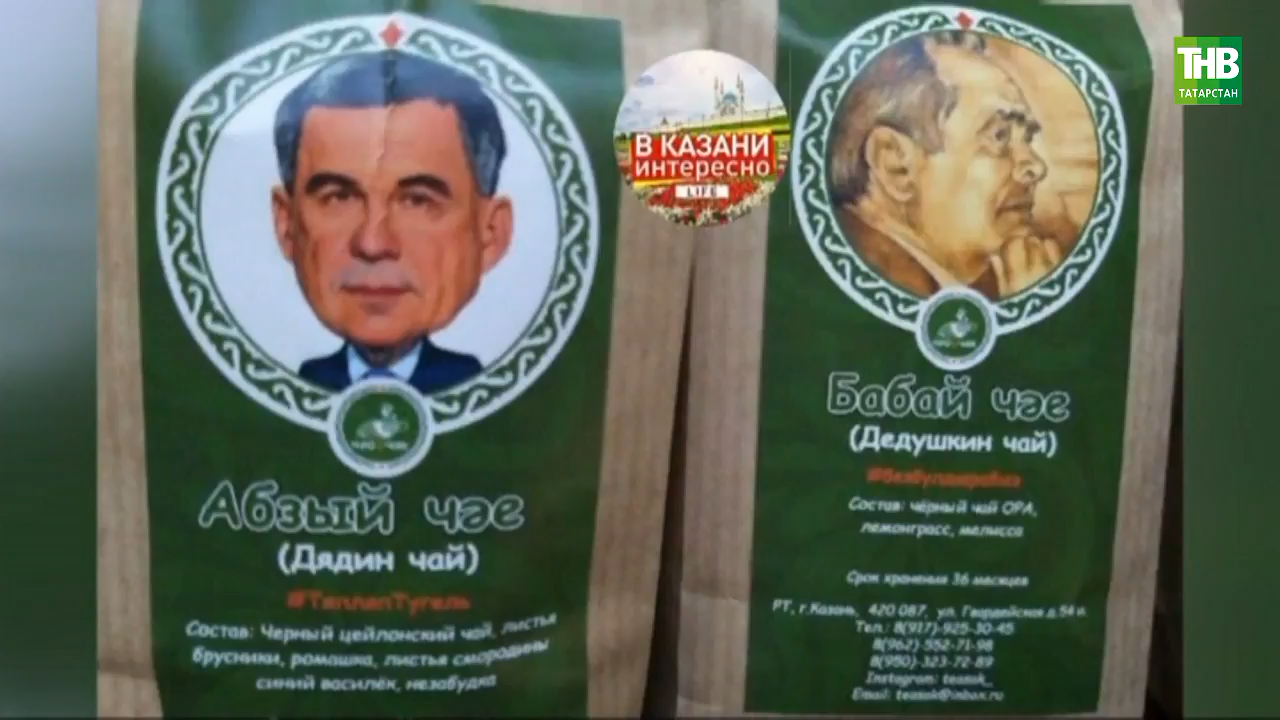 ТНВ
ТАТАРСТАН
В КАЗАНИ
интересно
LIFE
Абзый чәе
(Дядин чай)
#ТеплепТугель
Состав: Черный цейлонский чай, листья
брусники, ромашка, листья смородины
синий василёк, незабудка
Бабай чәе
(Дедушкин чай)
Состав: чёрный чай ОРА,
лемонграсс, мелисса
Срок хранения 36 месяцев
РТ, г.Казань, 420 087, ул. Гвардейская д.54 и
Тел.: 8(917)-925-30-45
8(962)-552-71-98
8(950)-323-72-89
Instagram: teasok_
Email: teasok@inbox.ru